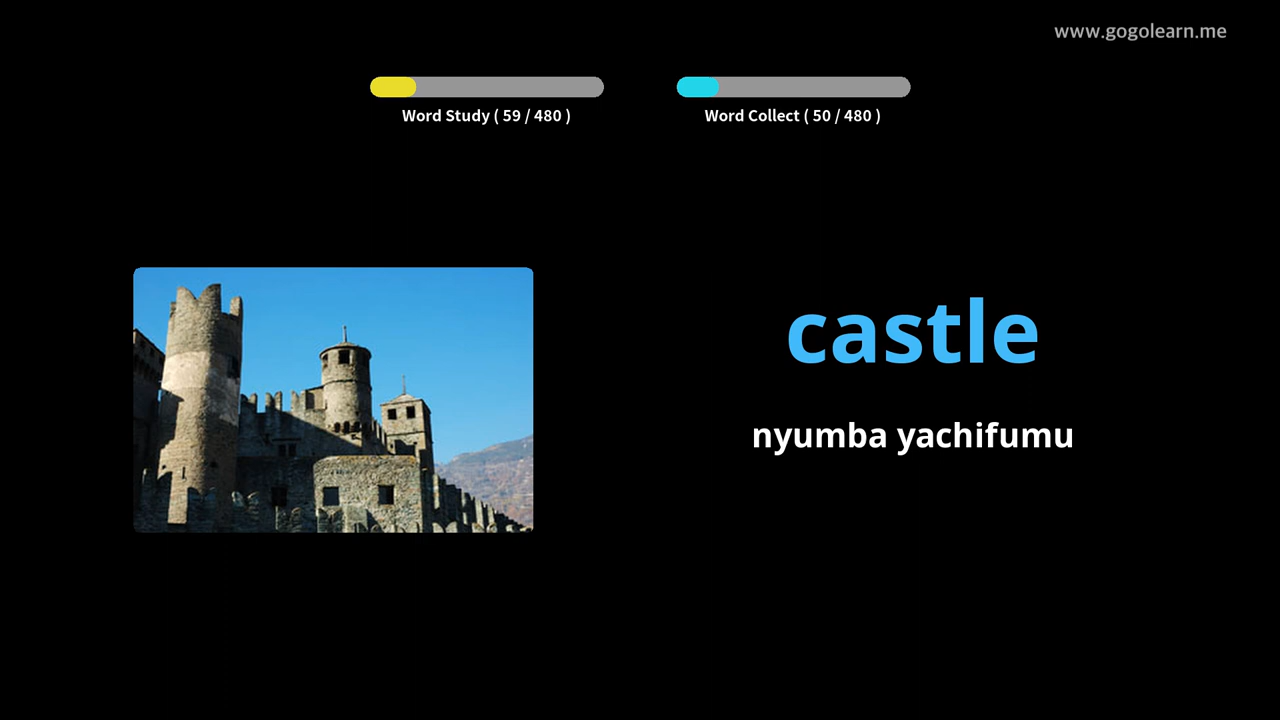 www.gogolearn.me
Word Study ( 59 / 480 )
Word Collect ( 50 / 480 )
castle
nyumba yachifumu